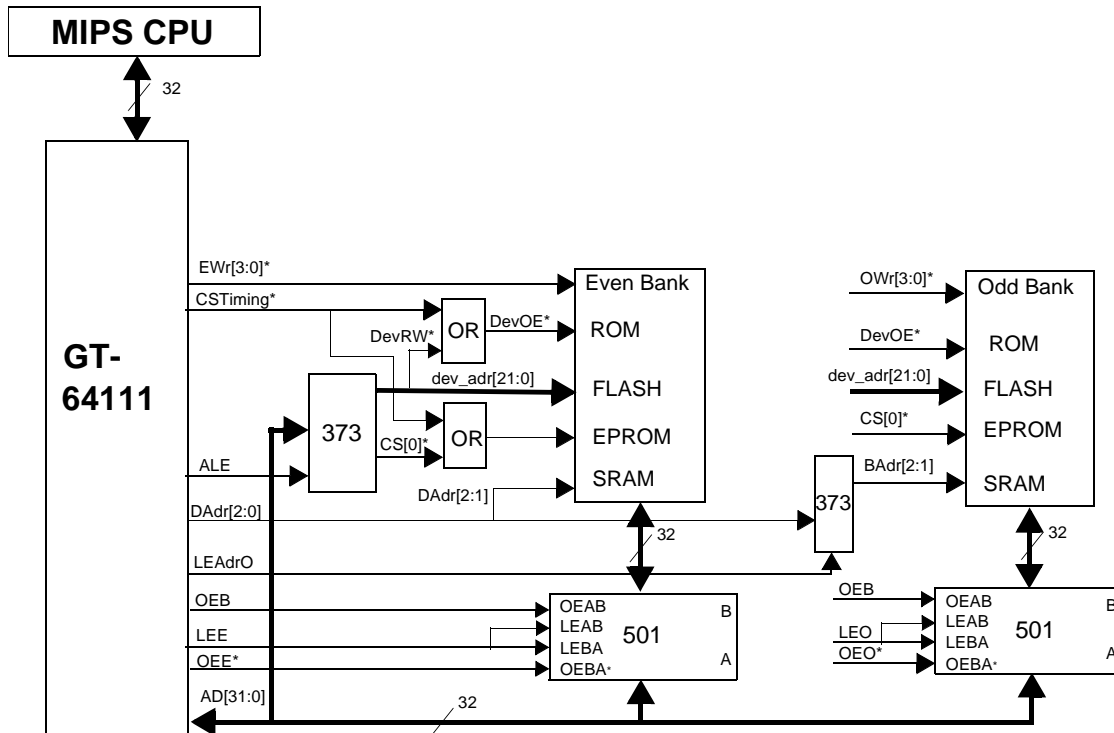 MIPS CPU
32
GT-
64111
EWr[3:0]*
CSTiming*
DevRW*
OR
DevOE*
dev_adr[21:0]
373
CS[0]*
OR
ALE
DAdr[2:0]
DAdr[2:1]
LEAdrO
OEB
LEE
OEE*
AD[31:0]
32
Even Bank
ROM
FLASH
EPROM
SRAM
32
OEAB
LEAB
LEBA
OEBA*
501
B
A
373
BAdr[2:1]
OWr[3:0]*
DevOE*
dev_adr[21:0]
CS[0]*
Odd Bank
ROM
FLASH
EPROM
SRAM
32
OEB
LEO
OEO*
OEAB
LEAB
LEBA
OEBA*
501
B
A